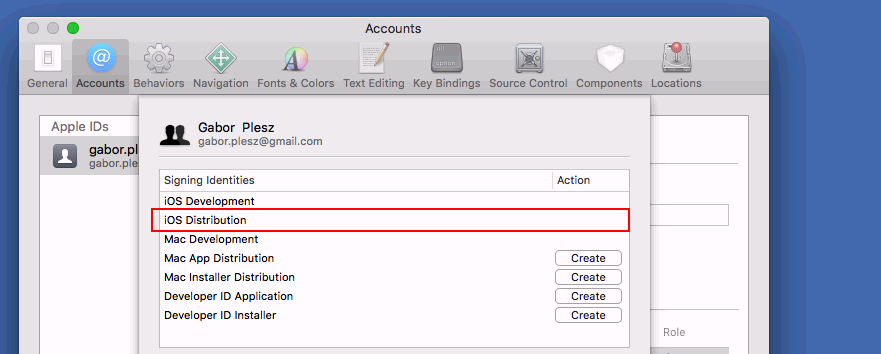 Accounts
General Accounts Behaviors Navigation Fonts & Colors Text Editing Key Bindings Source Control Components Locations
alt
option
Apple IDs
gabor.pl
gabor.ple
Gabor Plesz
gabor.plesz@gmail.com
Signing Identities Action
iOS Development
iOS Distribution
Mac Development
Mac App Distribution Create
Mac Installer Distribution Create
Developer ID Application Create
Developer ID Installer Create
Role